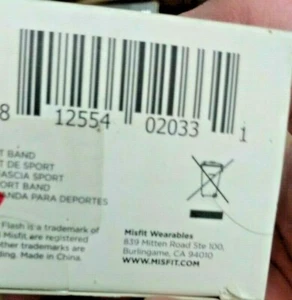 8 12554 02033 1
T BAND
T DE SPORT
FASCIA SPORT
ORT BAND
ANDA PARA DEPORTES
Flash is a trademark of
Misfit, are registered
ther trademarks are
ding. Made in China.
Misfit Wearables
839 Mitten Road Ste 100,
Burlingame, CA 94010
WWW.MISFIT.COM